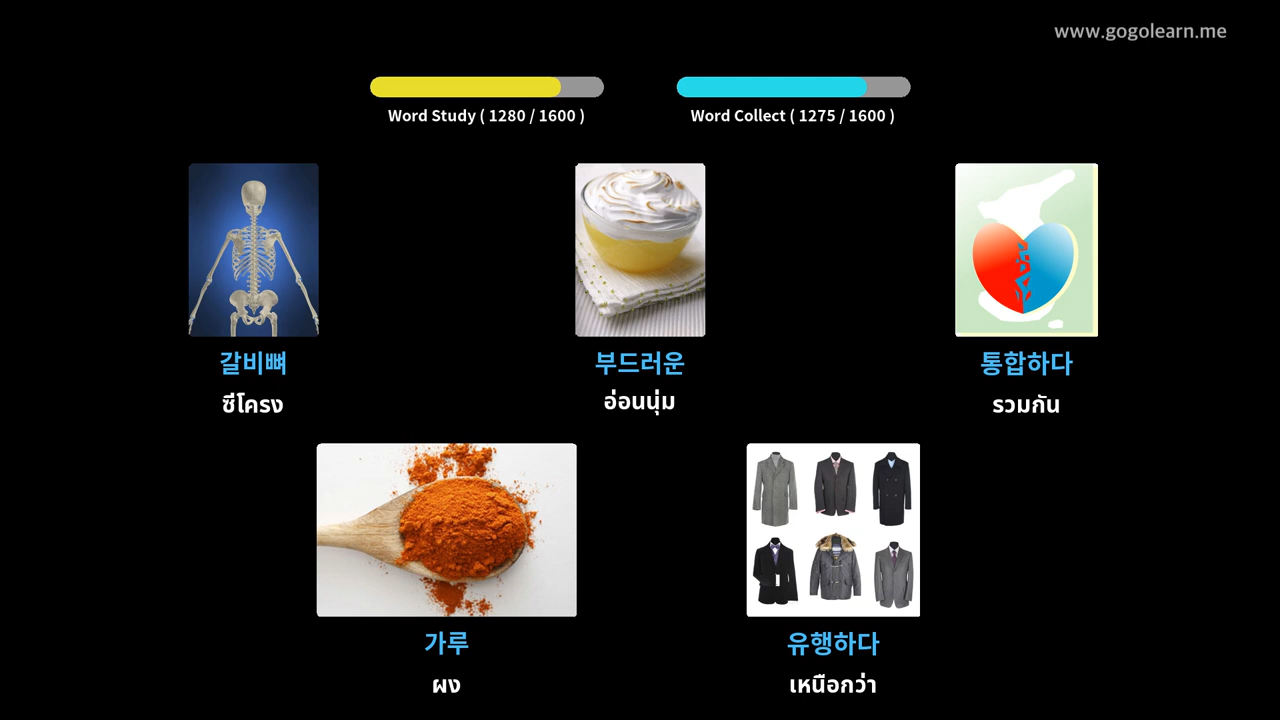 www.gogolearn.me
Word Study ( 1280 / 1600 )
Word Collect ( 1275 / 1600 )
갈비뼈
부드러운
통합하다
ซี่โครง
อ่อนนุ่ม
รวมกัน
가루
유행하다
ผง
เหนือกว่า